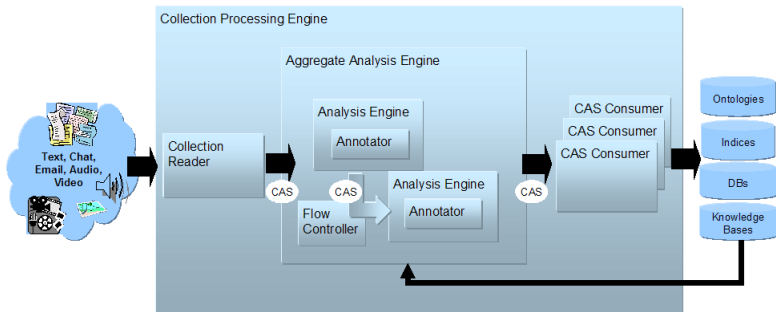 Collection Processing Engine
Aggregate Analysis Engine
Text, Chat,
Email, Audio,
Video
Collection
Reader
CAS
Analysis Engine
Annotator
CAS
Flow
Controller
Analysis Engine
Annotator
CAS
CAS Consumer
CAS Consumer
CAS Consumer
Ontologies
Indices
DBs
Knowledge
Bases